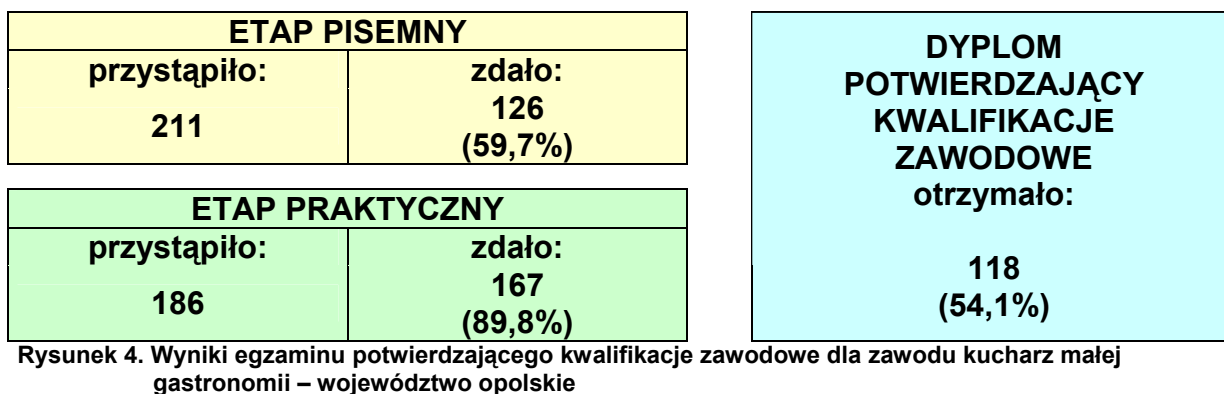 ETAP PISEMNY
przystąpiło: zdało:
211 126
(59,7%)
ETAP PRAKTYCZNY
przystąpiło: zdało:
186 167
(89,8%)
DYPLOM
POTWIERDZAJĄCY
KWALIFIKACJE
ZAWODOWE
otrzymało:
118
(54,1%)
Rysunek 4. Wyniki egzaminu potwierdzającego kwalifikacje zawodowe dla zawodu kucharz małej
gastronomii – województwo opolskie